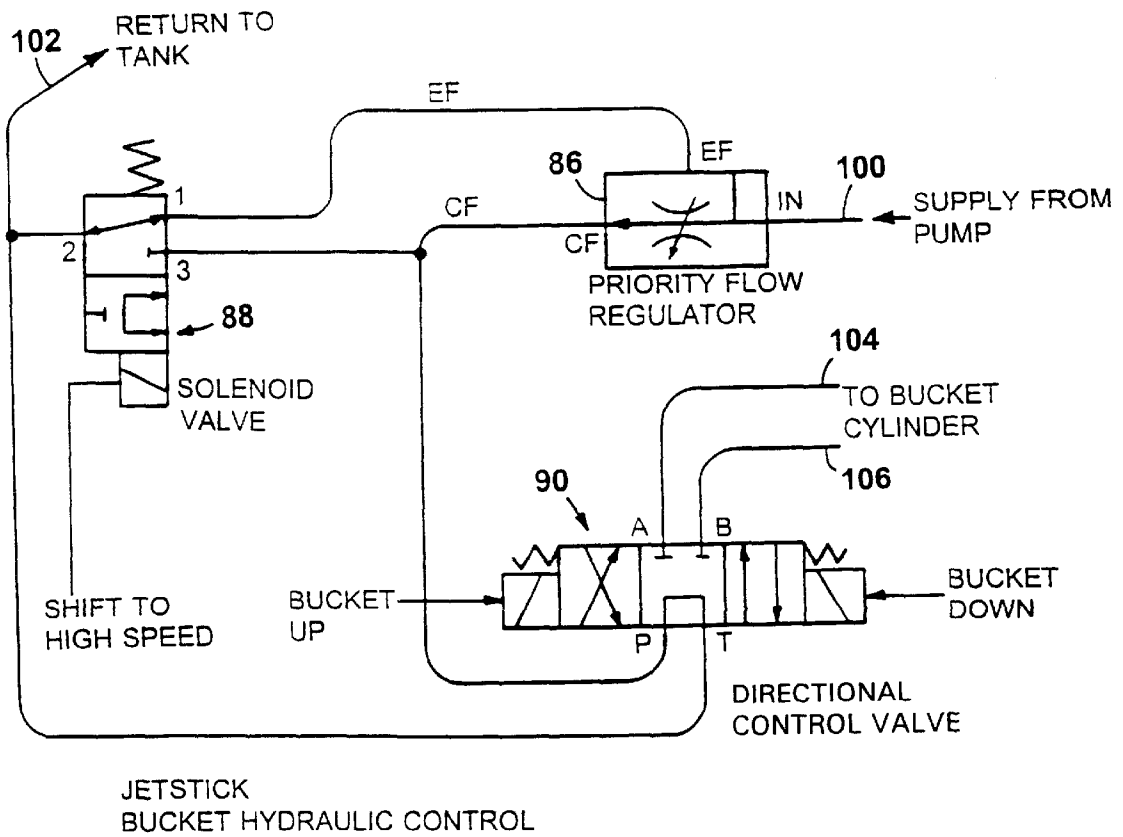 RETURN TO
TANK
102
EF
EF
86
100
IN
SUPPLY FROM
PUMP
1
CF
CF
2
3
PRIORITY FLOW
REGULATOR
88
SOLENOID
VALVE
104
TO BUCKET
CYLINDER
106
90
A
B
SHIFT TO
HIGH SPEED
BUCKET
UP
BUCKET
DOWN
P
T
DIRECTIONAL
CONTROL VALVE
JETSTICK
BUCKET HYDRAULIC CONTROL